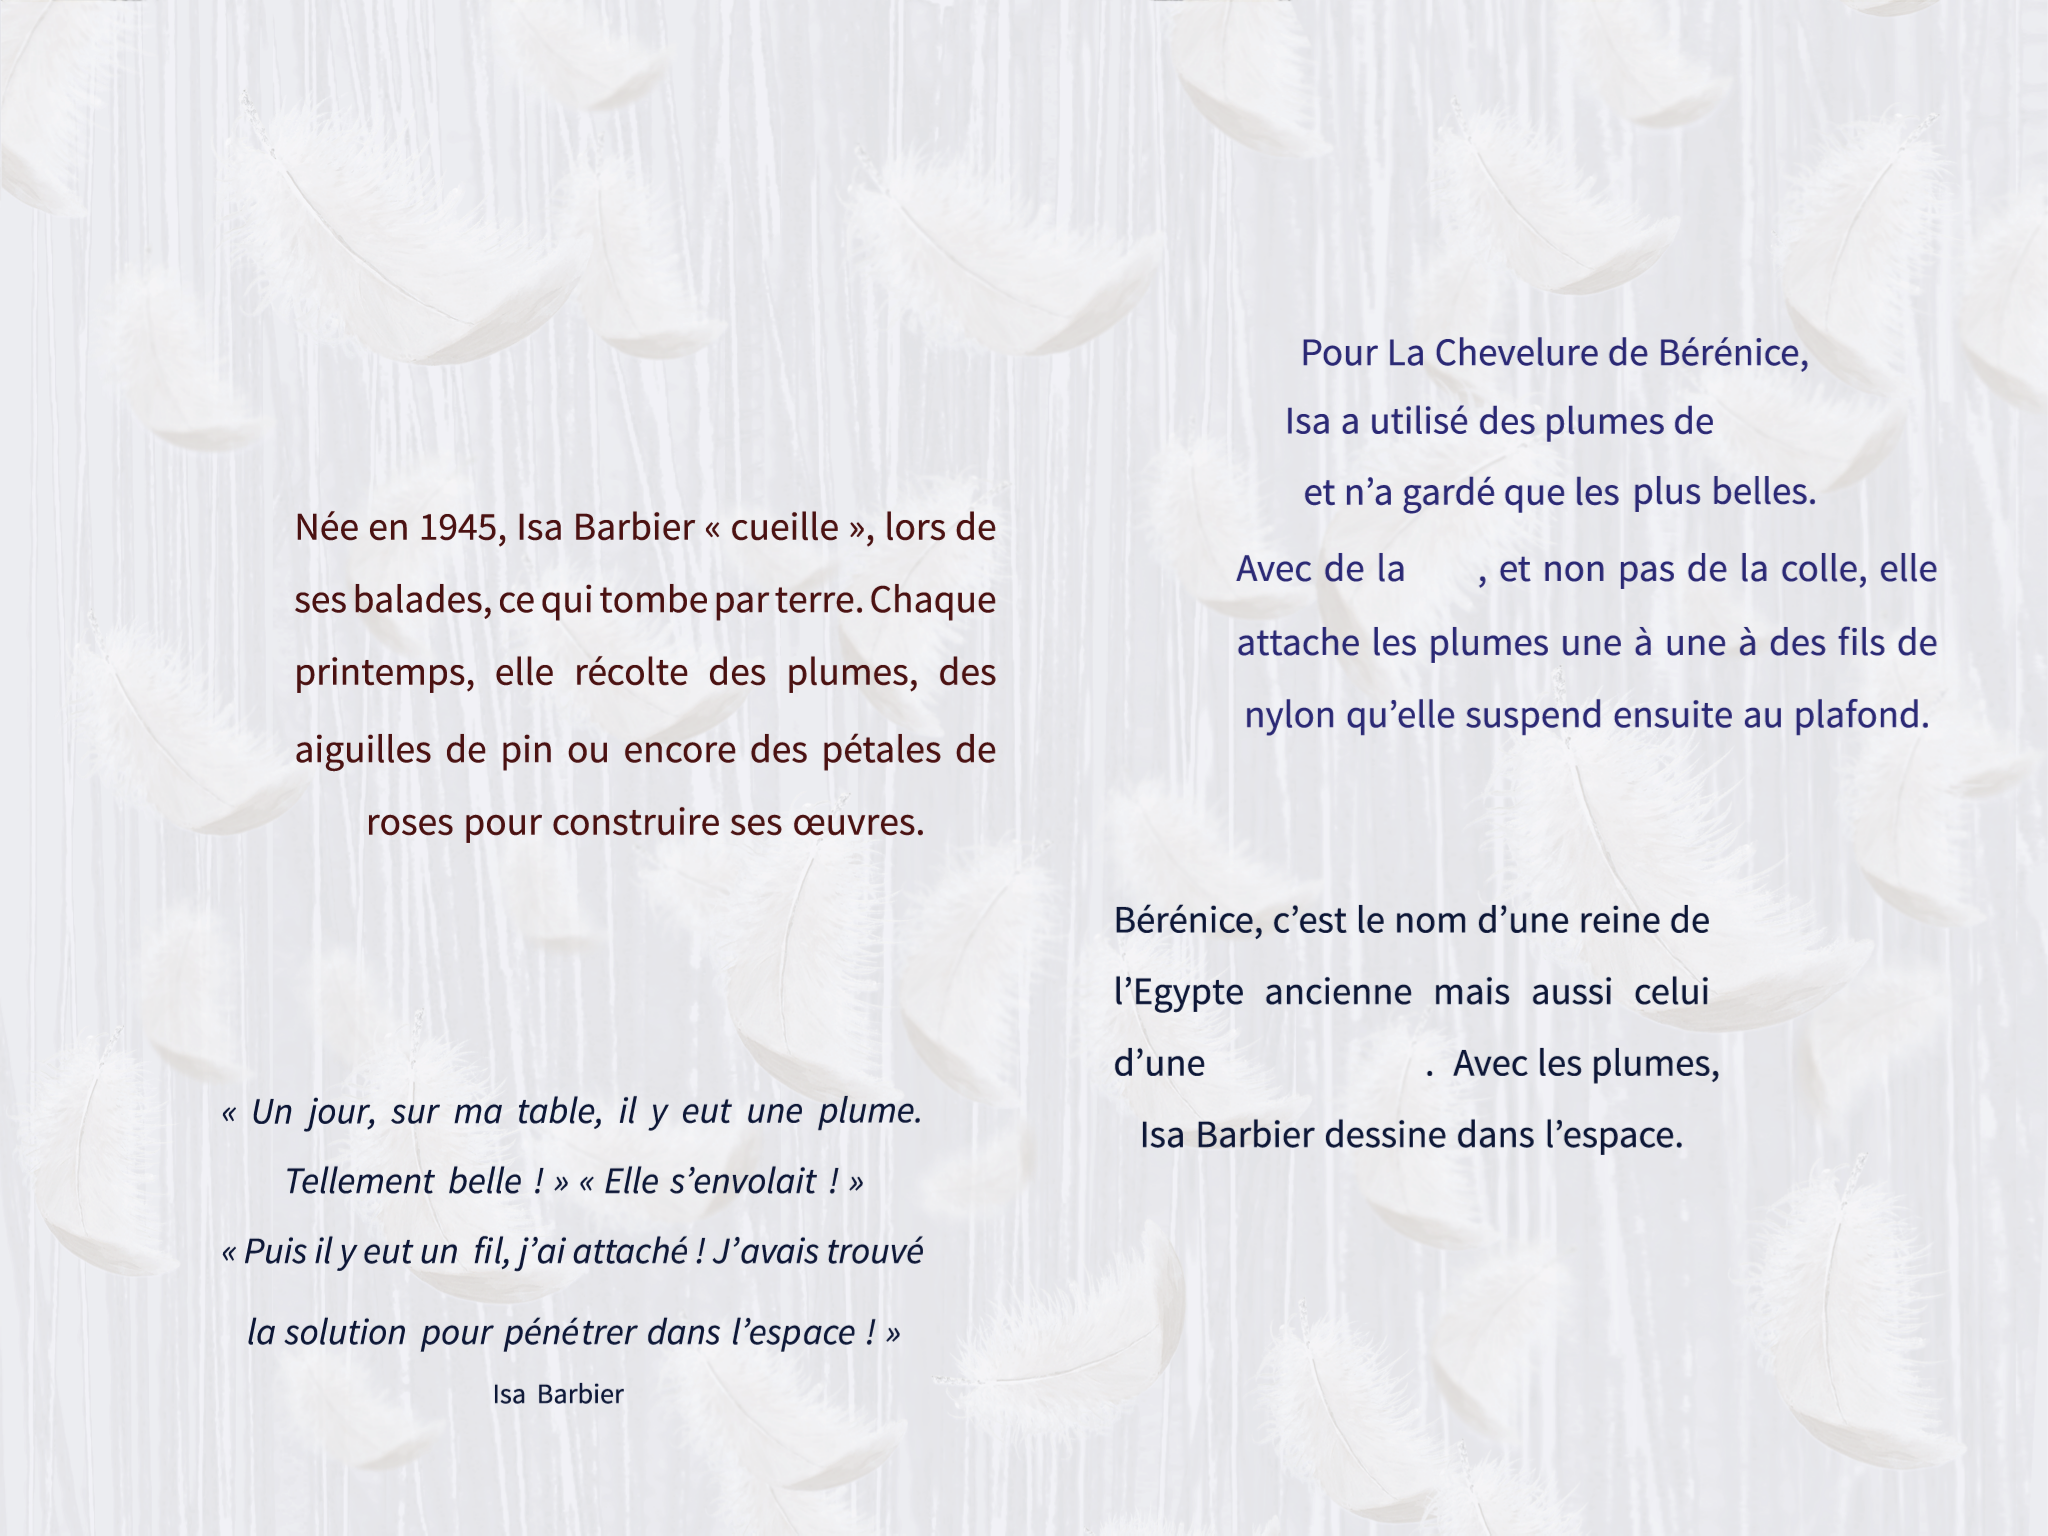 Née en 1945, Isa Barbier « cueille », lors de
ses balades, ce qui tombe par terre. Chaque
printemps, elle récolte des plumes, des
aiguilles de pin ou encore des pétales de
roses pour construire ses œuvres.
« Un jour, sur ma table, il y eut une plume.
Tellement belle ! » « Elle s’envolait ! »
« Puis il y eut un fil, j’ai attaché ! J’avais trouvé
la solution pour pénétrer dans l’espace ! »
Isa Barbier
Pour La Chevelure de Bérénice,
Isa a utilisé des plumes de
et n’a gardé que les plus belles.
Avec de la , et non pas de la colle, elle
attache les plumes une à une à des fils de
nylon qu’elle suspend ensuite au plafond.
Bérénice, c’est le nom d’une reine de
l’Egypte ancienne mais aussi celui
d’une . Avec les plumes,
Isa Barbier dessine dans l’espace.